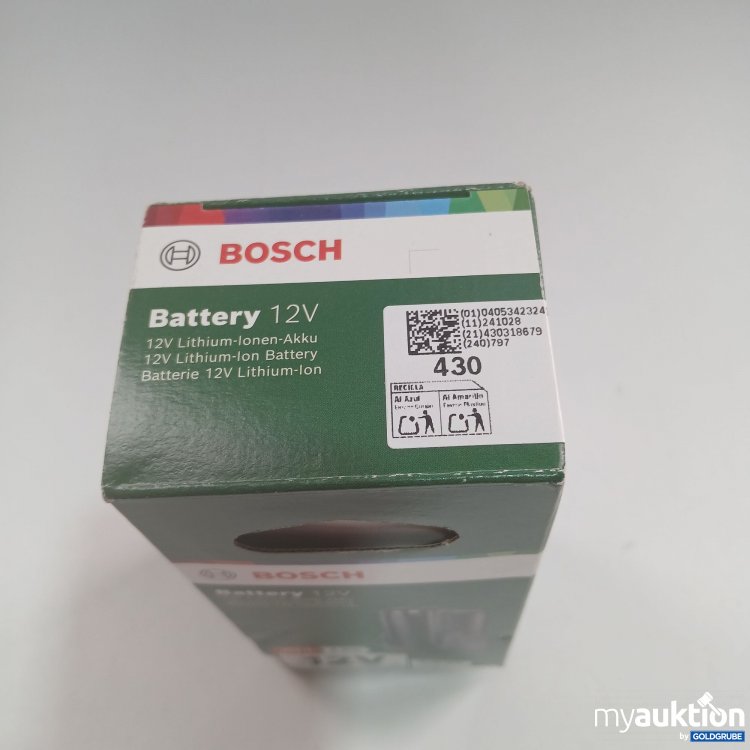 BOSCH
Battery 12V
12V Lithium-Ionen-Akku
12V Lithium-Ion Battery
Batterie 12V Lithium-Ion
(01)0405342324
(11)241028
(21)430318679
(240)797
430
RECICLA
Al Azul
Al Amarillo
BOSCH
Battery 12V
12V
myauktion
by GOLDGRUBE